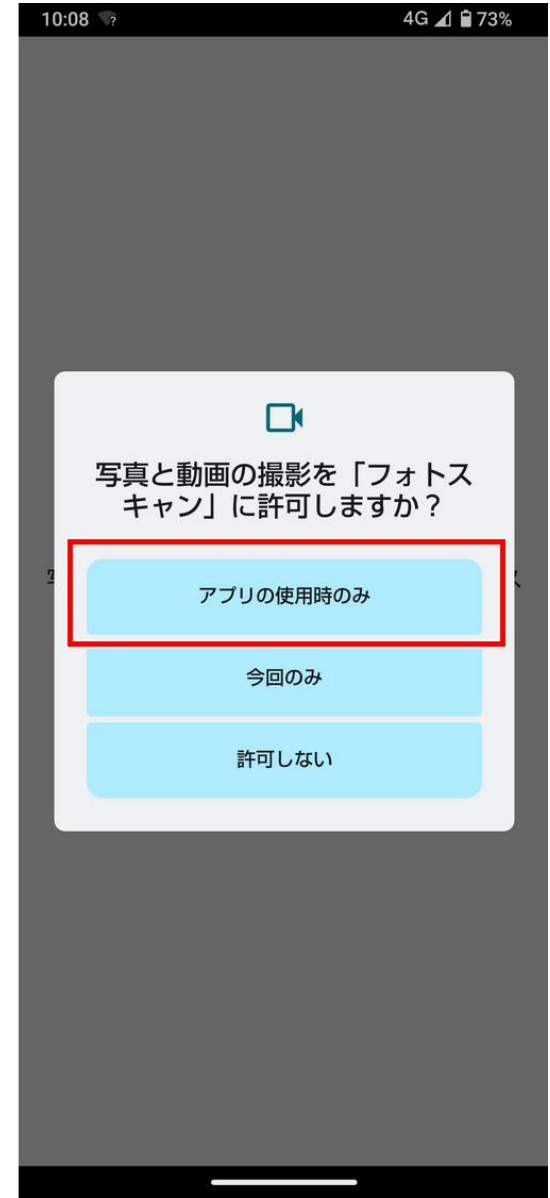 10:08 4G 73%
写真と動画の撮影を「フォトス
キャン」に許可しますか？
アプリの使用時のみ
今回のみ
許可しない